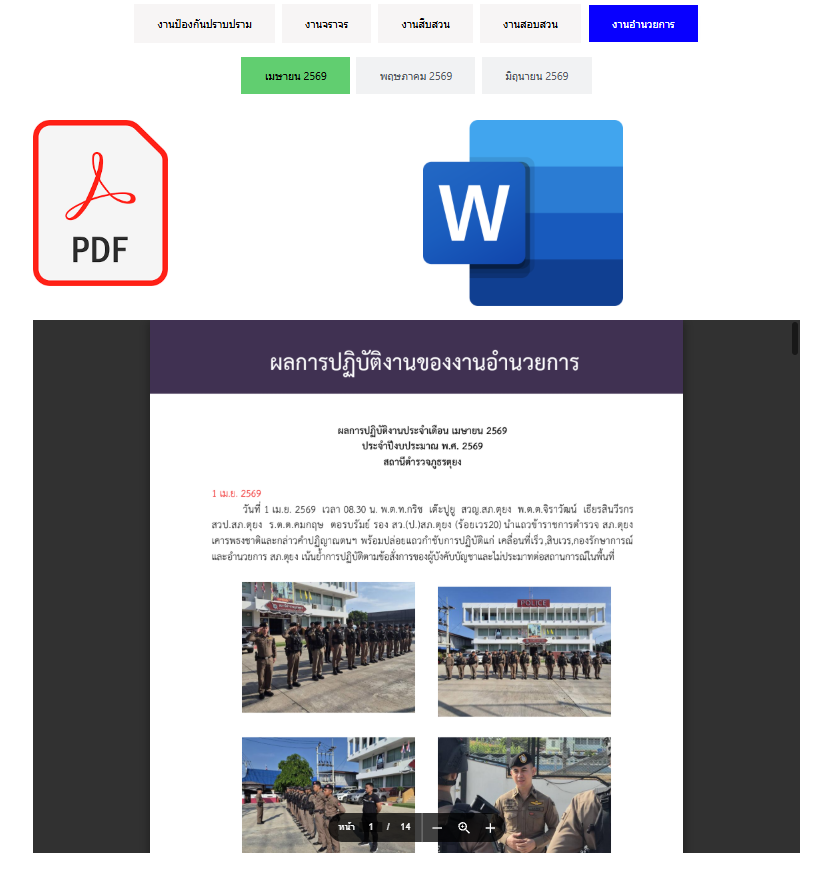 งานป้องกันปราบปราม งานจราจร งานสืบสวน งานสอบสวน งานอำนวยการ
เมษายน 2569 พฤษภาคม 2569 มิถุนายน 2569
PDF
W
ผลการปฏิบัติงานของงานอำนวยการ
ผลการปฏิบัติงานประจำเดือน เมษายน 2569
ประจำปีงบประมาณ พ.ศ. 2569
สถานีตำรวจภูธรตุยง
1 เม.ย. 2569
วันที่ 1 เม.ย. 2569 เวลา 08.30 น. พ.ต.ท.กริช เต๊ะปูยู สวญ.สภ.ตุยง พ.ต.ต.จิราวัฒน์ เธียรสินวีรกร
สวป.สภ.ตุยง ร.ต.ต.คมกฤษ ตอรบรัมย์ รอง สว.(ป.)สภ.ตุยง (ร้อยเวร20) นำแถวข้าราชการตำรวจ สภ.ตุยง
เคารพธงชาติและกล่าวคำปฏิญาณตนฯ พร้อมปล่อยแถวกำชับการปฏิบัติแก่ เคลื่อนที่เร็ว,สิบเวร,กองรักษาการณ์
และอำนวยการ สภ.ตุยง เน้นย้ำการปฏิบัติตามข้อสั่งการของผู้บังคับบัญชาและไม่ประมาทต่อสถานการณ์ในพื้นที่
POLICE
หน้า 1 / 14